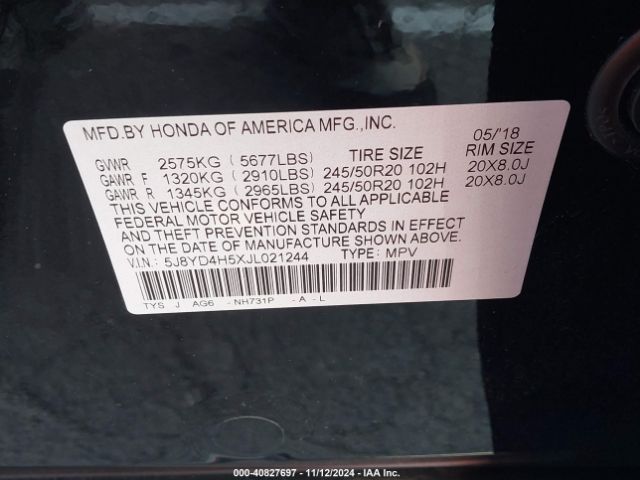 MFD.BY HONDA OF AMERICA MFG.,INC. 05/'18
TIRE SIZE RIM SIZE
GVWR 2575KG ( 5677LBS)
GAWR F 1320KG ( 2910LBS) 245/50R20 102H 20X8.0J
GAWR R 1345KG ( 2965LBS) 245/50R20 102H 20X8.0J
THIS VEHICLE CONFORMS TO ALL APPLICABLE
FEDERAL MOTOR VEHICLE SAFETY
AND THEFT PREVENTION STANDARDS IN EFFECT
ON THE DATE OF MANUFACTURE SHOWN ABOVE.
V.I.N.: 5J8YD4H5XJL021244 TYPE: MPV
TYS J AG6 - NH731P - A - L
000-40827697 - 11/12/2024 - IAA Inc.